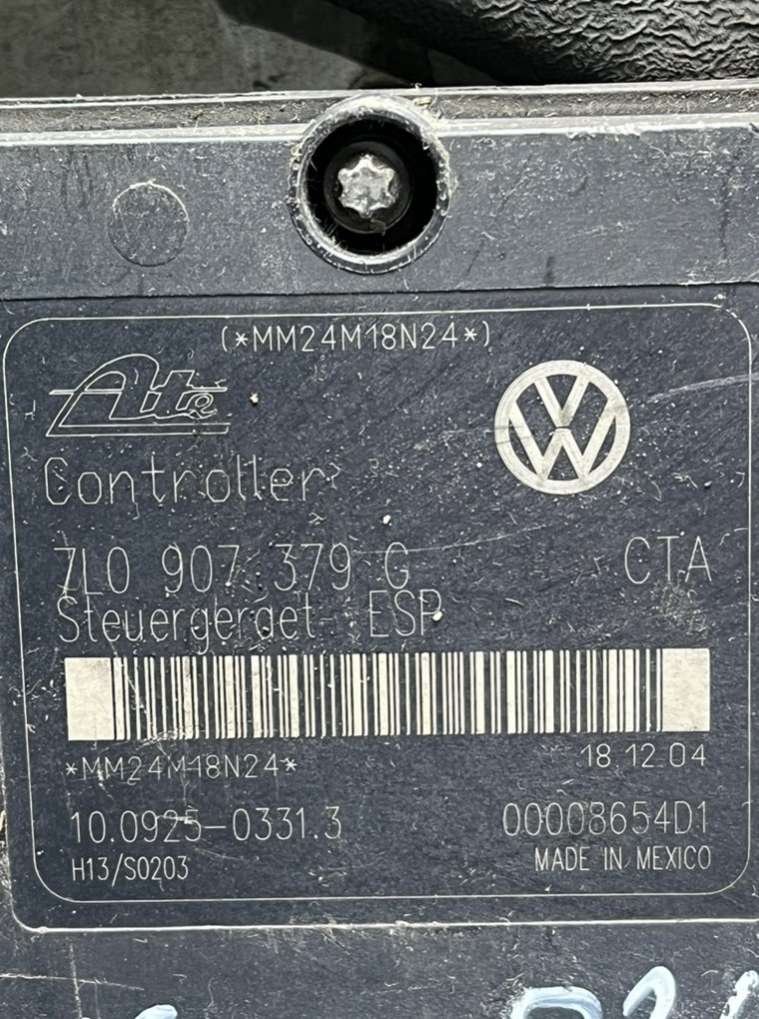 (*MM24M18N24*)
Ate
Controller
7L0 907 379 G CTA
Steuergeraet ESP
*MM24M18N24* 18.12.04
10.0925-0331.3 00008654D1
H13/S0203 MADE IN MEXICO